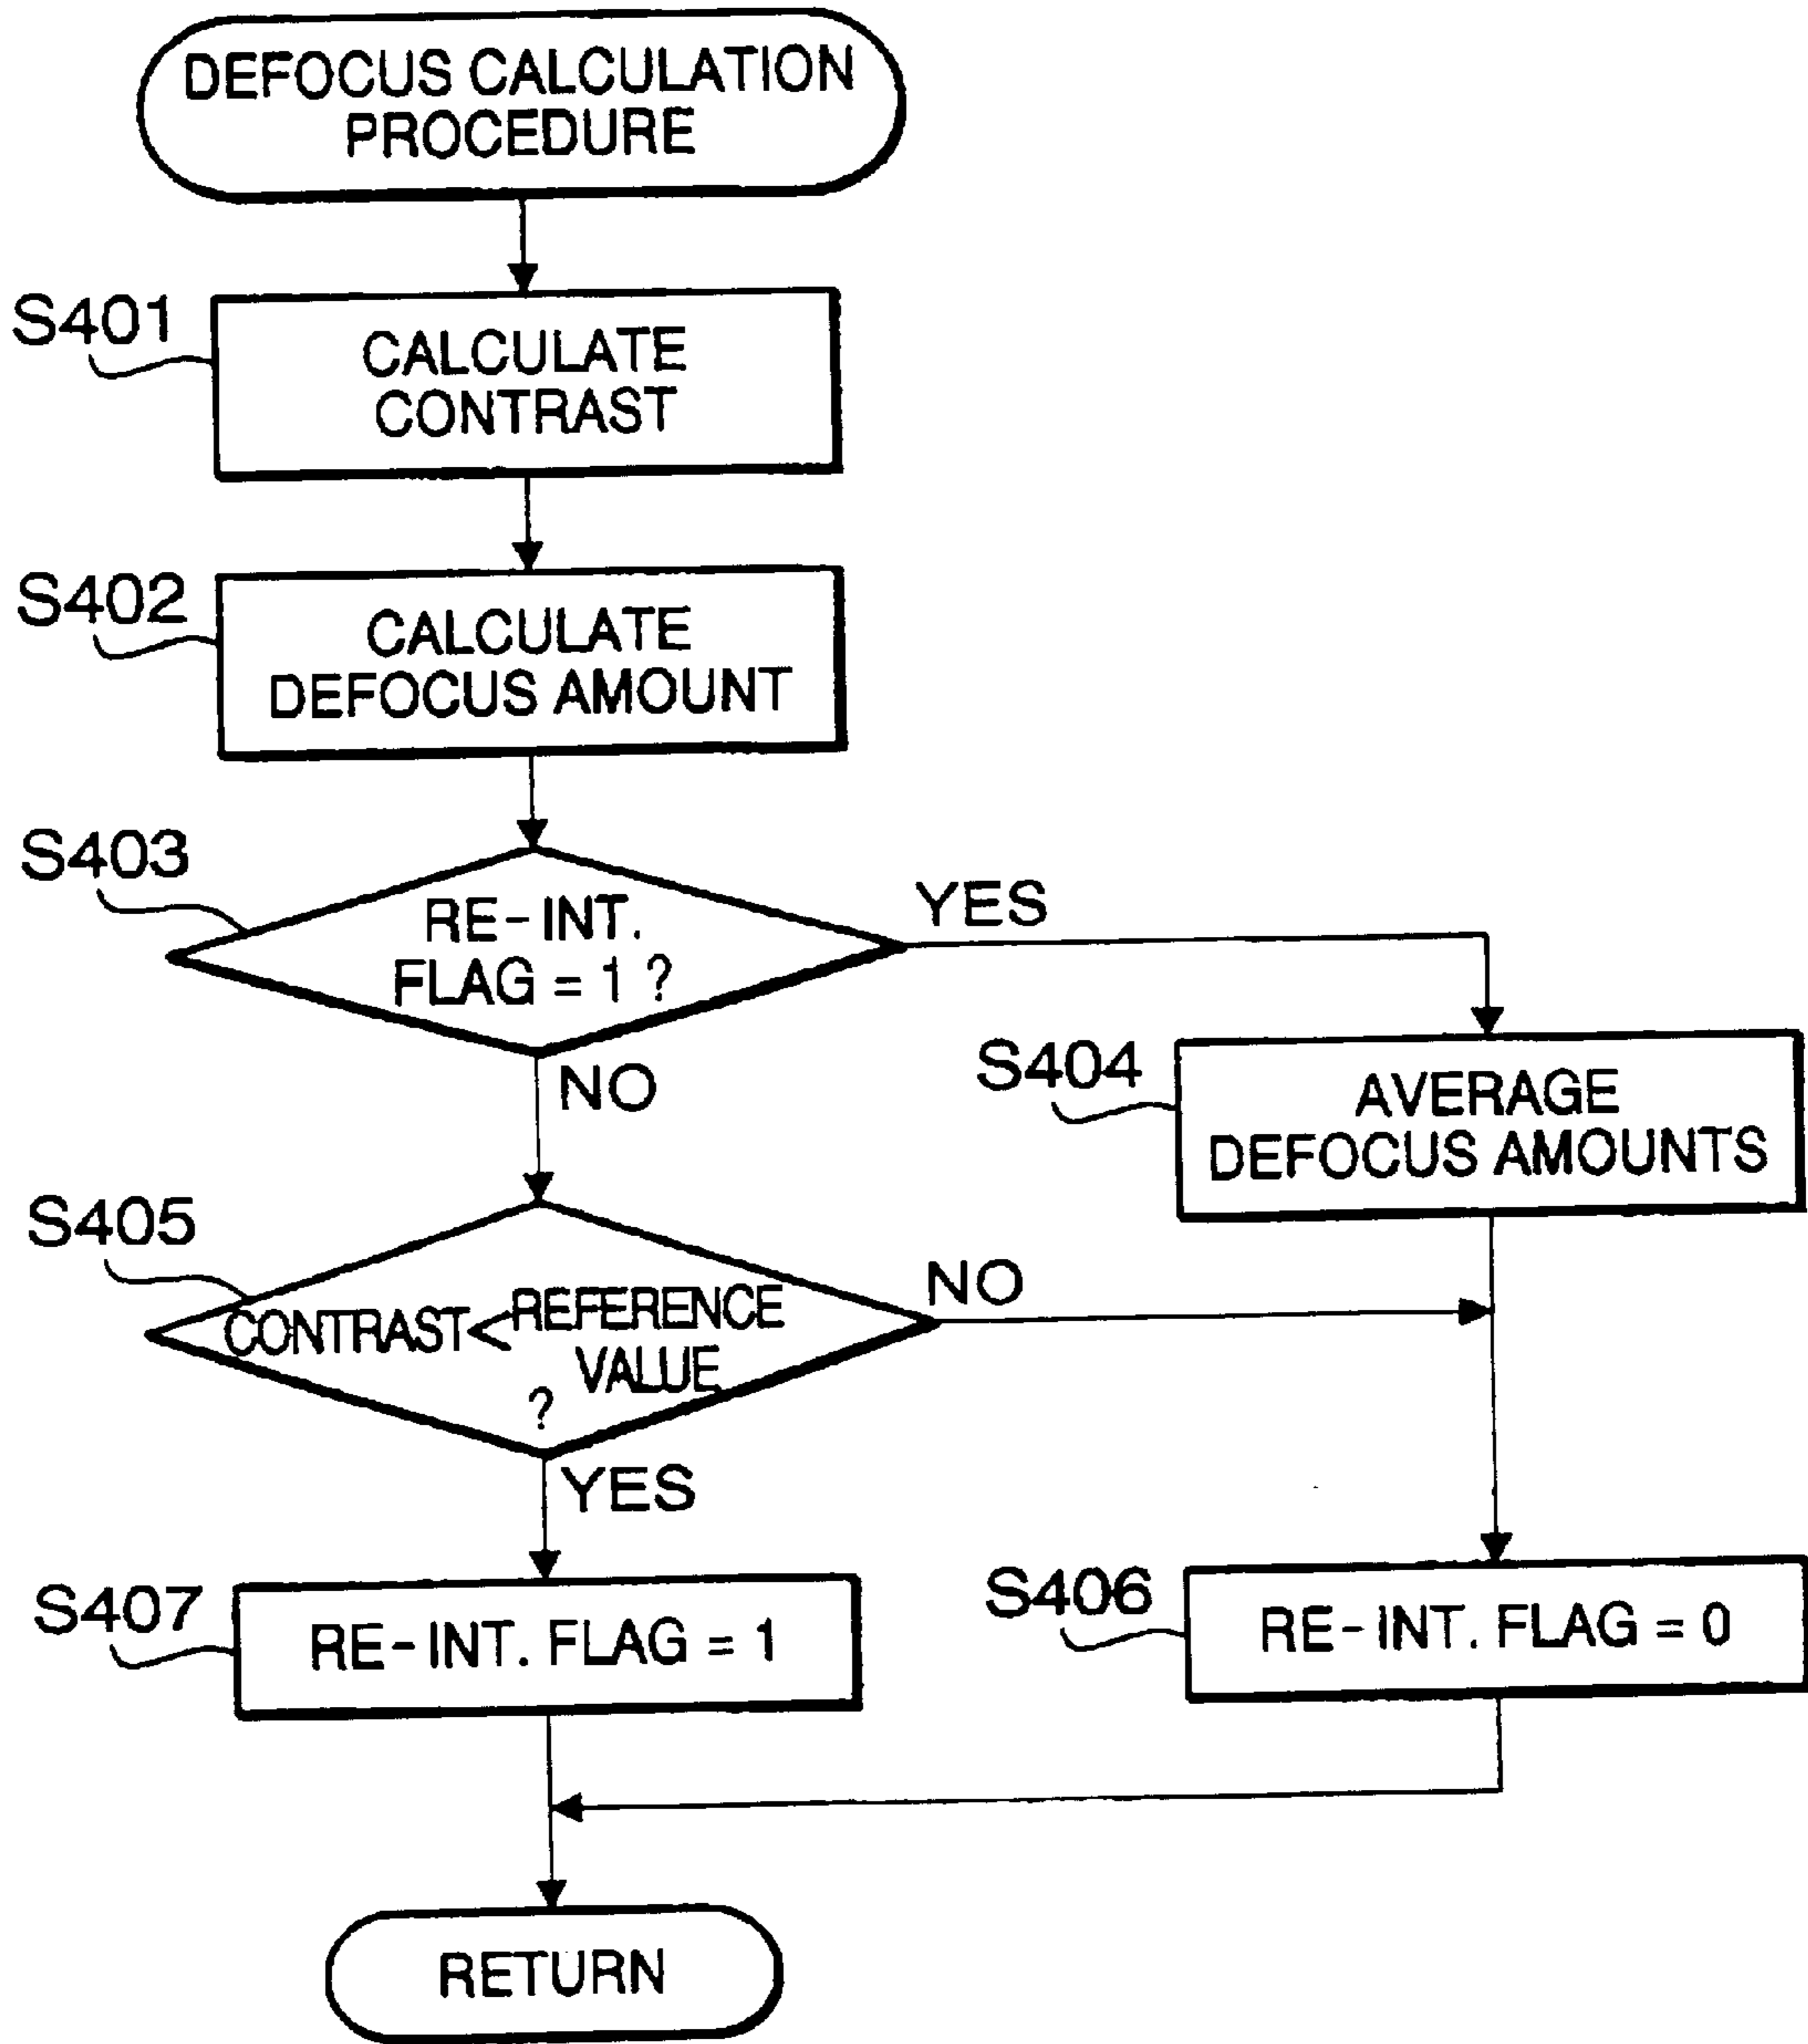 DEFOCUS CALCULATION
PROCEDURE
S401
CALCULATE
CONTRAST
S402
CALCULATE
DEFOCUS AMOUNT
S403
RE-INT.
FLAG = 1 ?
YES
NO
S404
AVERAGE
DEFOCUS AMOUNTS
S405
CONTRAST < REFERENCE
VALUE
?
NO
YES
S407
RE-INT. FLAG = 1
S406
RE-INT. FLAG = 0
RETURN